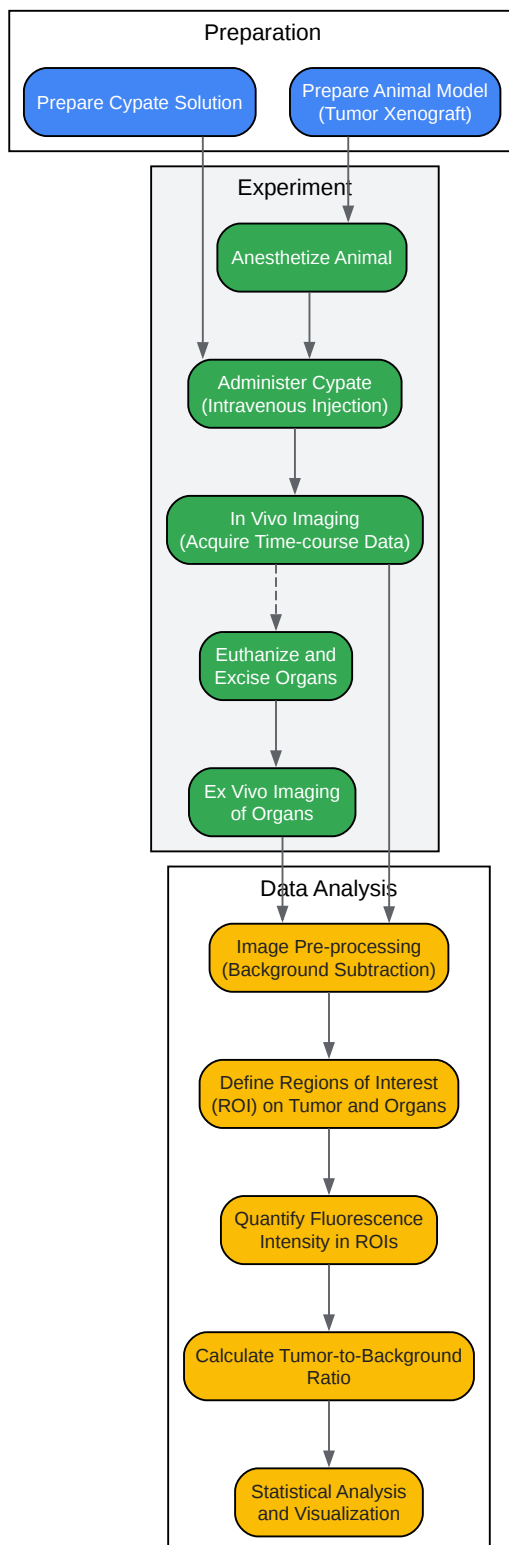 Preparation
Prepare Cypate Solution
Prepare Animal Model
(Tumor Xenograft)
Experiment
Anesthetize Animal
Administer Cypate
(Intravenous Injection)
In Vivo Imaging
(Acquire Time-course Data)
Euthanize and
Excise Organs
Ex Vivo Imaging
of Organs
Data Analysis
Image Pre-processing
(Background Subtraction)
Define Regions of Interest
(ROI) on Tumor and Organs
Quantify Fluorescence
Intensity in ROIs
Calculate Tumor-to-Background
Ratio
Statistical Analysis
and Visualization